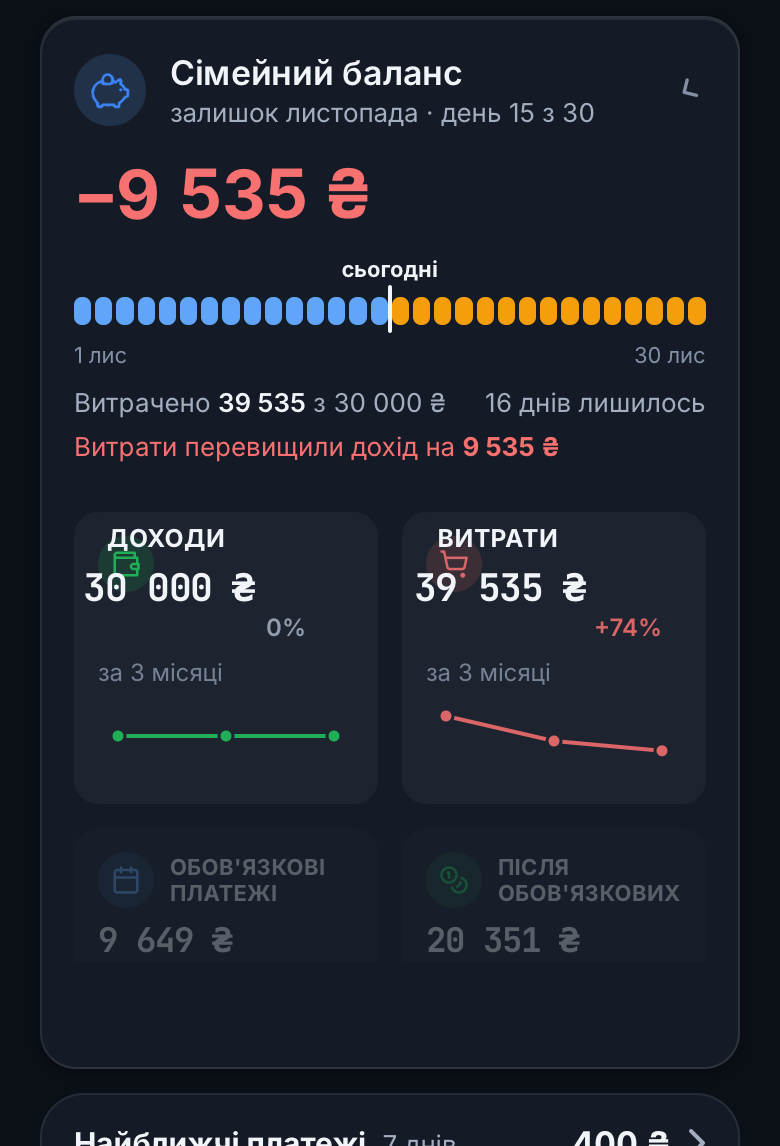 Сімейний баланс
залишок листопада · день 15 з 30
−9 535 ₴
сьогодні
1 лис 30 лис
Витрачено 39 535 з 30 000 ₴ 16 днів лишилось
Витрати перевищили дохід на 9 535 ₴
ДОХОДИ
30 000 ₴
0%
за 3 місяці
ВИТРАТИ
39 535 ₴
+74%
за 3 місяці
ОБОВ'ЯЗКОВІ
ПЛАТЕЖІ
9 649 ₴
ПІСЛЯ
ОБОВ'ЯЗКОВИХ
20 351 ₴
Найближчі платежі 7 днів 400 ₴